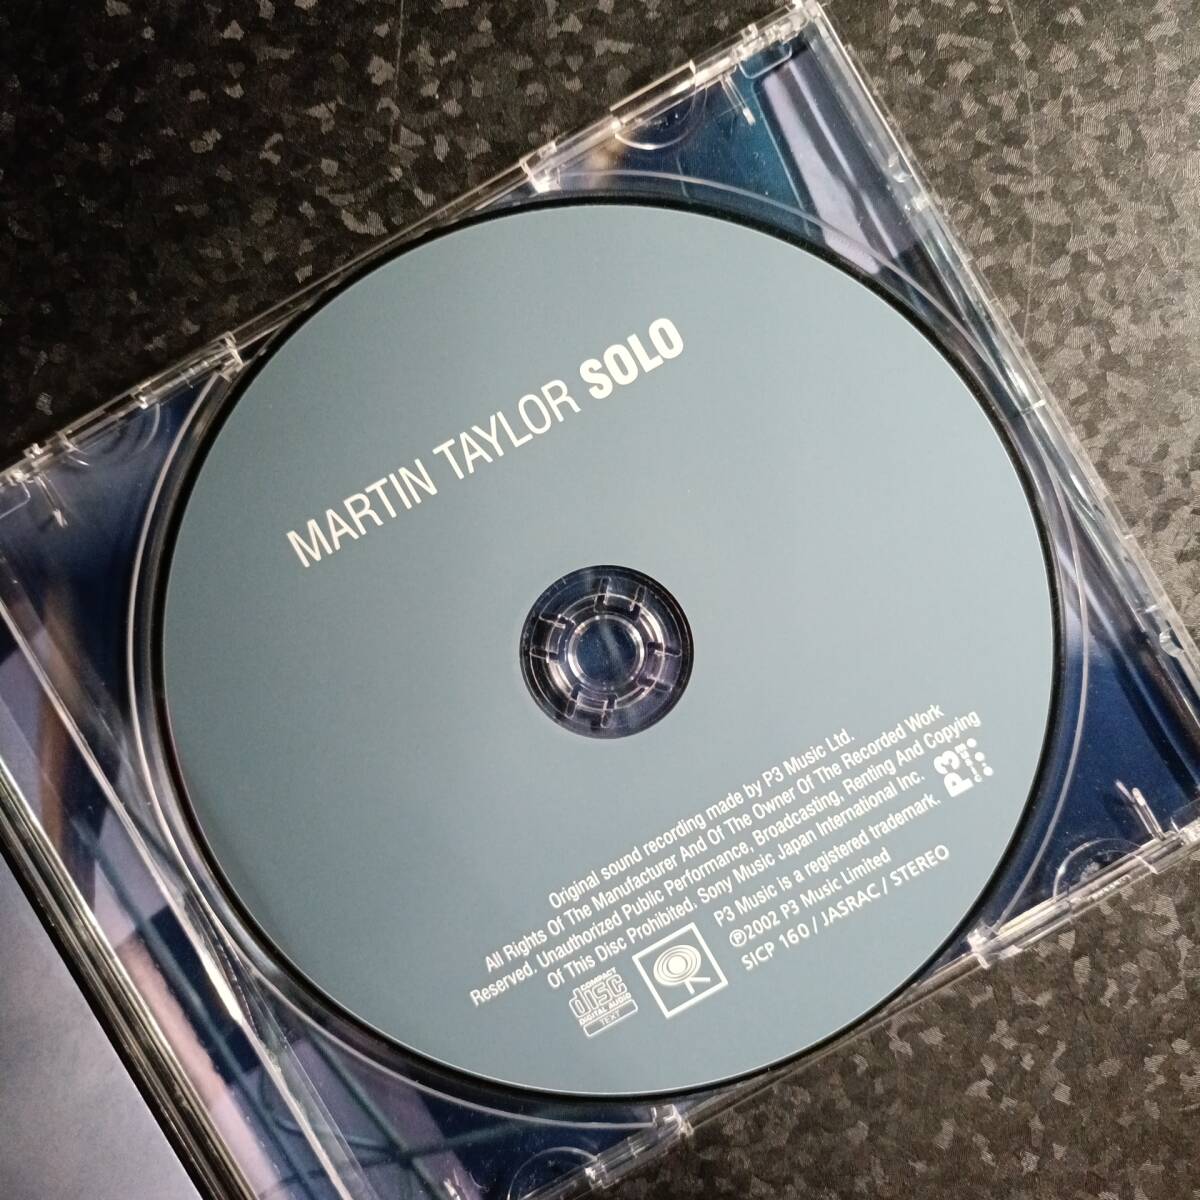 MARTIN TAYLOR SOLO
Original sound recording made by P3 Music Ltd.
All Rights Of The Manufacturer And Of The Owner Of The Recorded Work
Reserved. Unauthorized Public Performance, Broadcasting, Renting And Copying
Of This Disc Prohibited. Sony Music Japan International Inc.
P3 Music is a registered trademark.
℗2002 P3 Music Limited
SICP 160 / JASRAC / STEREO
P3
COMPACT
disc
DIGITAL AUDIO
TEXT